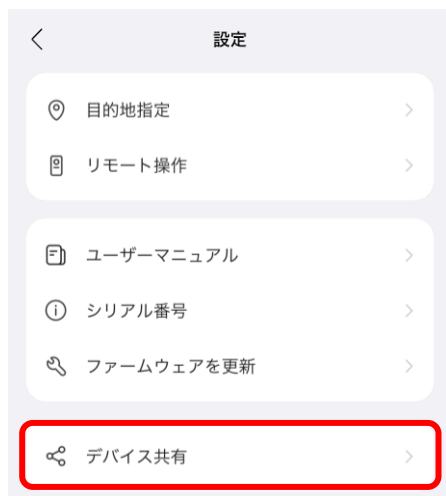 設定
目的地指定
リモート操作
ユーザーマニュアル
シリアル番号
ファームウェアを更新
デバイス共有